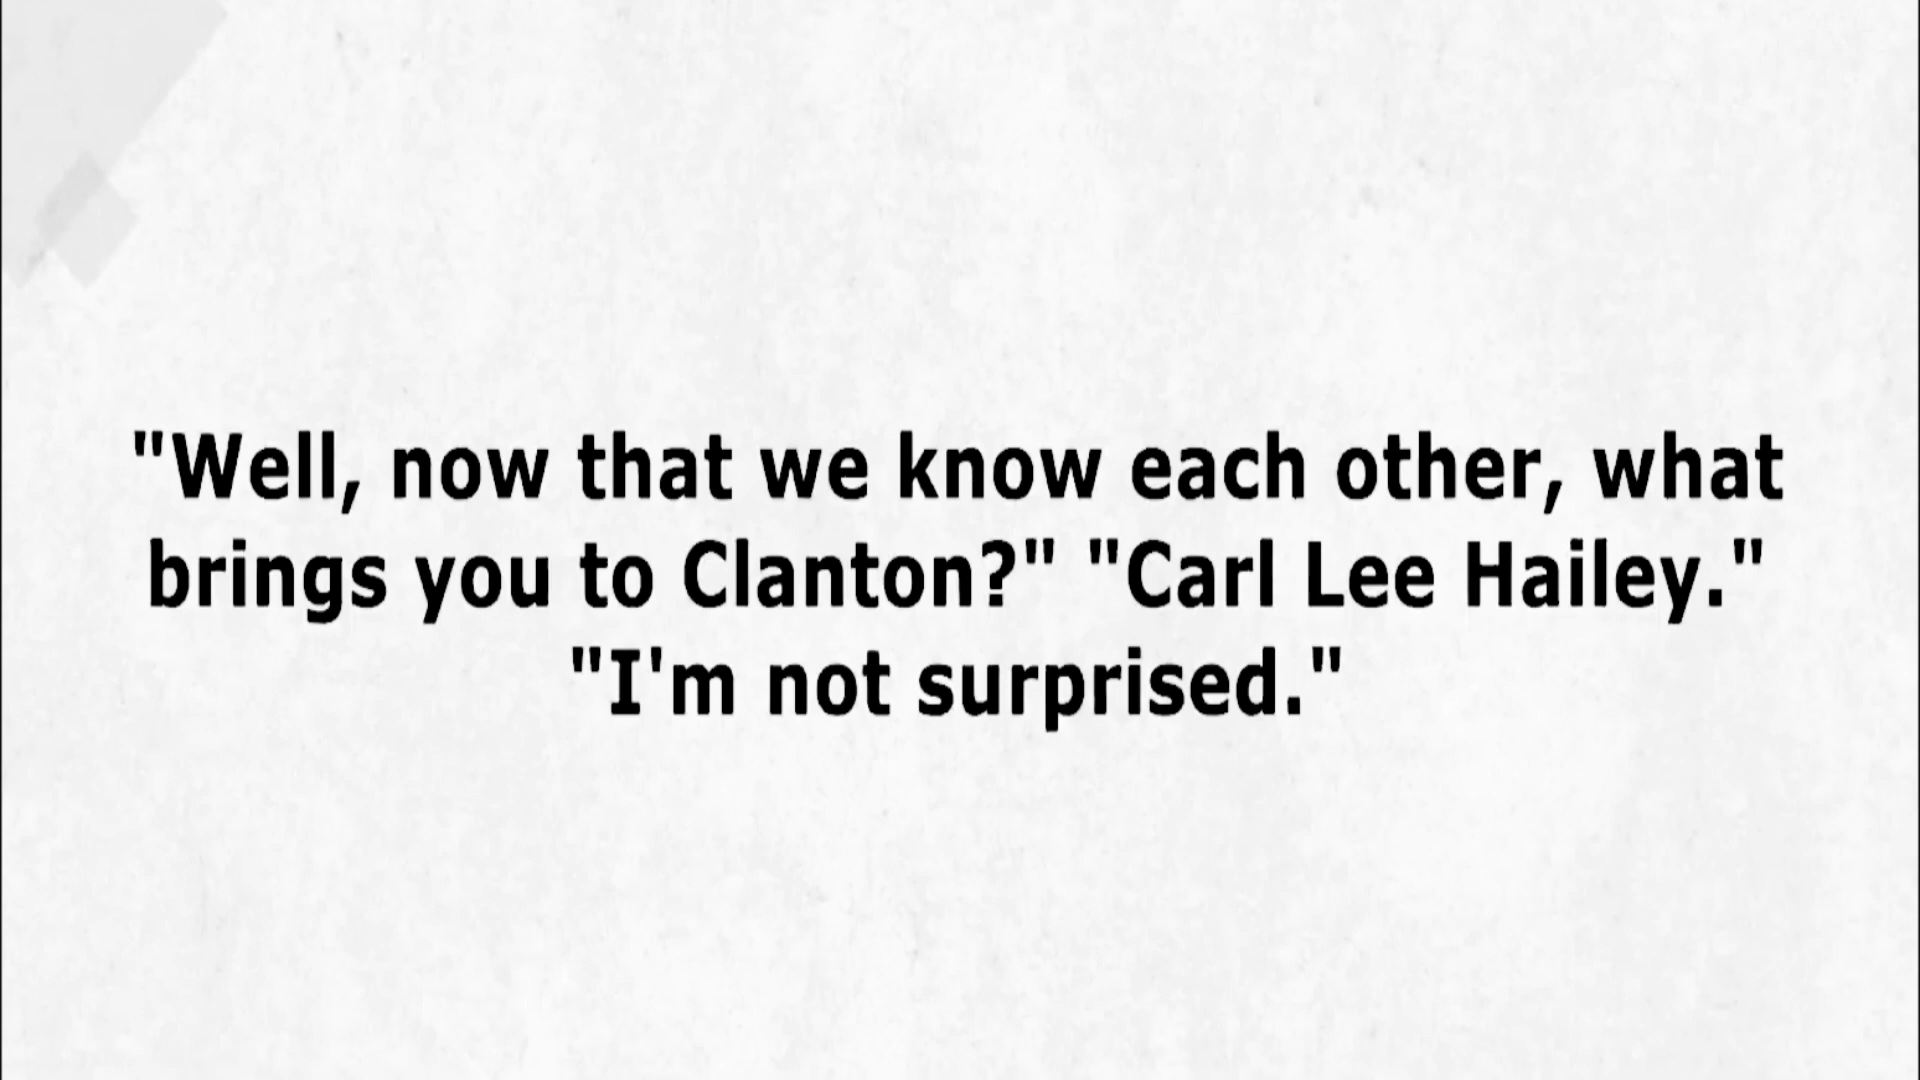 "Well, now that we know each other, what
brings you to Clanton?" "Carl Lee Hailey."
"I'm not surprised."